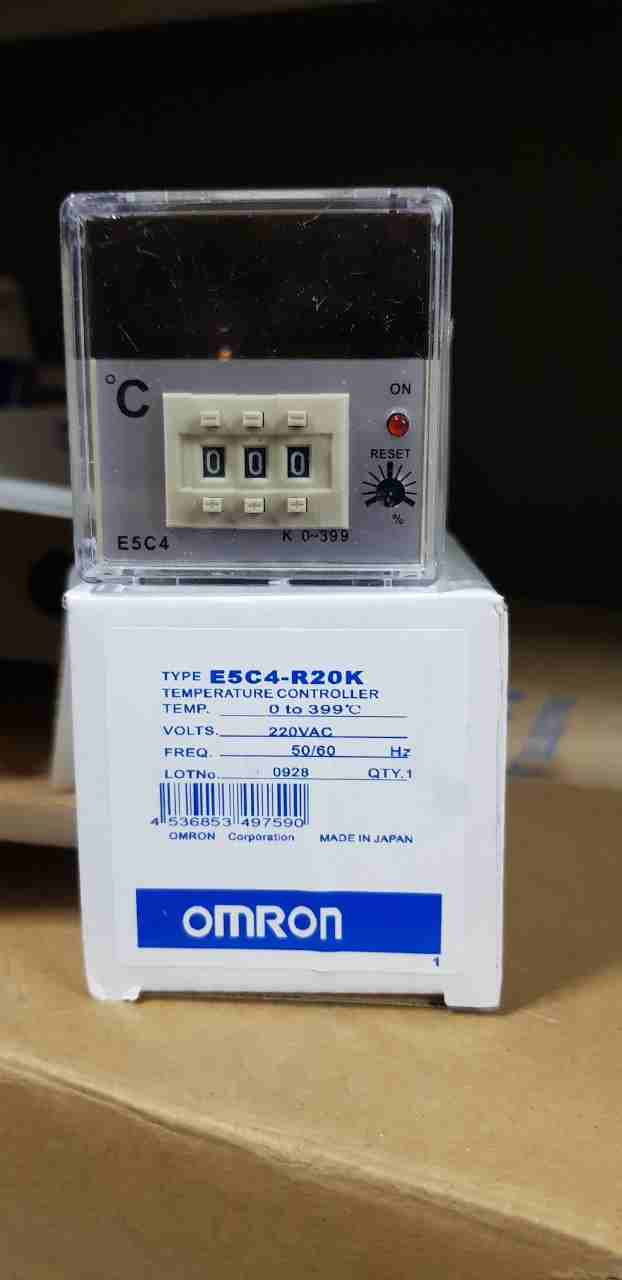 °C
ON
000
RESET
%
E5C4
K 0~399
TYPE E5C4-R20K
TEMPERATURE CONTROLLER
TEMP. 0 to 399℃
VOLTS. 220VAC
FREQ. 50/60 Hz
LOTNo. 0928 QTY.1
4 536853 497590
OMRON Corporation MADE IN JAPAN
OMRON
1